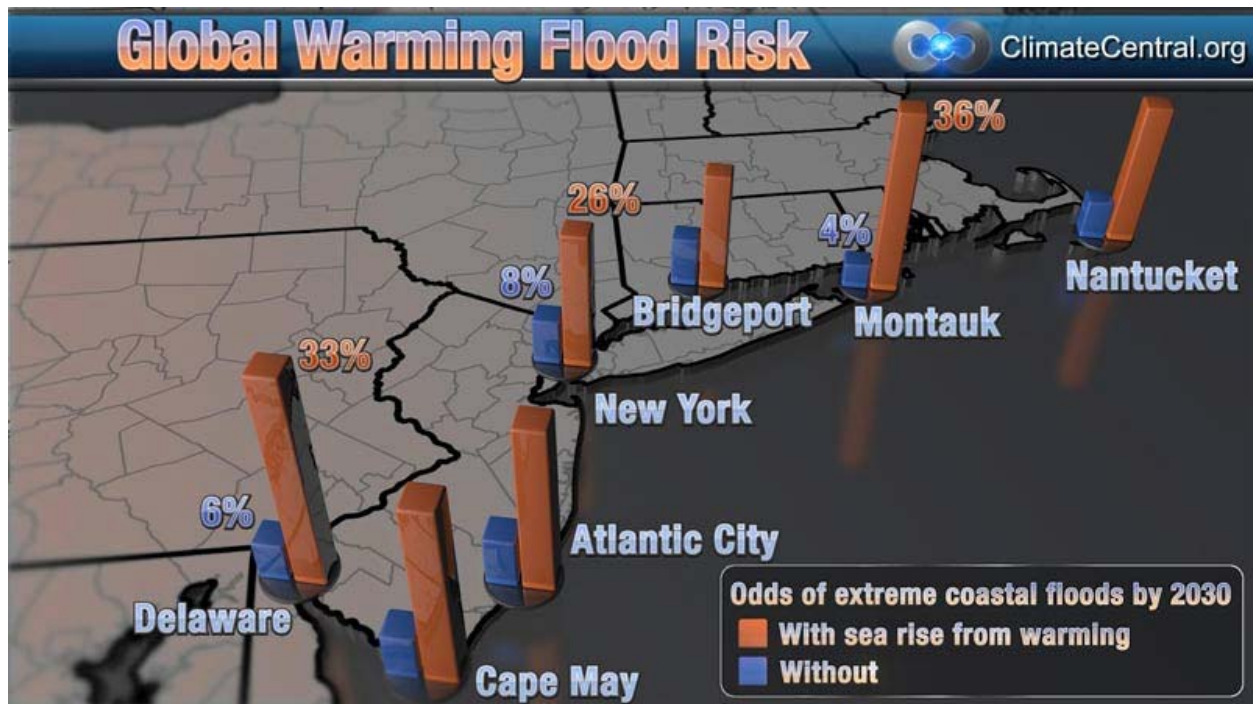 Global Warming Flood Risk
ClimateCentral.org
36%
26%
4%
Nantucket
8%
Bridgeport
Montauk
33%
New York
6%
Atlantic City
Delaware
Cape May
Odds of extreme coastal floods by 2030
With sea rise from warming
Without